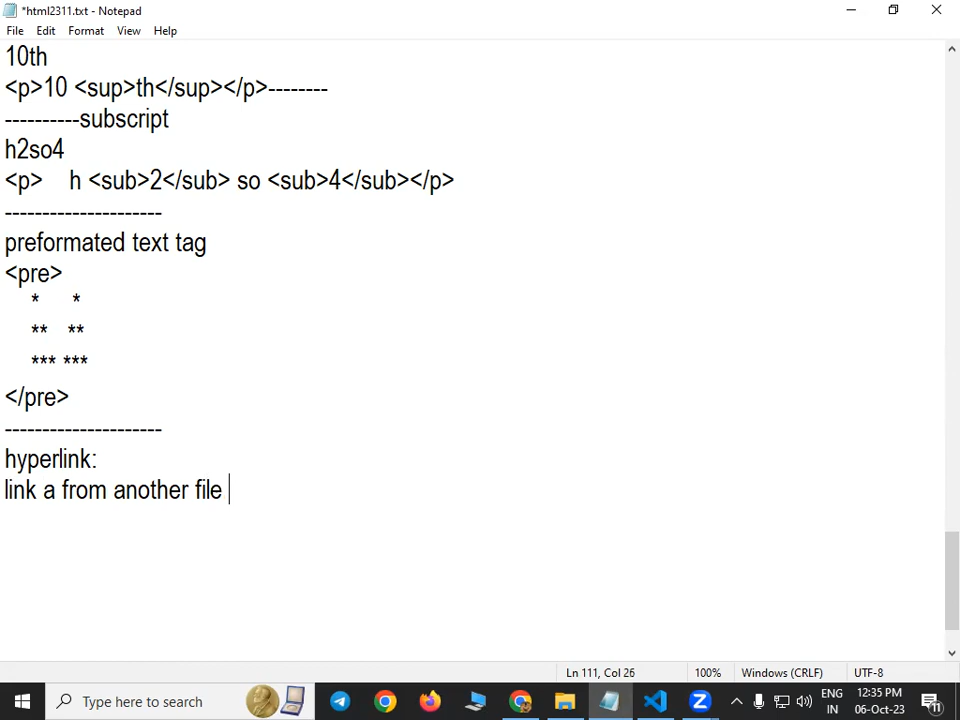 *html2311.txt - Notepad
File Edit Format View Help
10th
<p>10 <sup>th</sup></p>--------
----------subscript
h2so4
<p>    h <sub>2</sub> so <sub>4</sub></p>
---------------------
preformated text tag
<pre>
    *     *
    **   **
    *** ***
</pre>
---------------------
hyperlink:
link a from another file
Ln 111, Col 26 100% Windows (CRLF) UTF-8
Type here to search
ENG
IN
12:35 PM
06-Oct-23
11